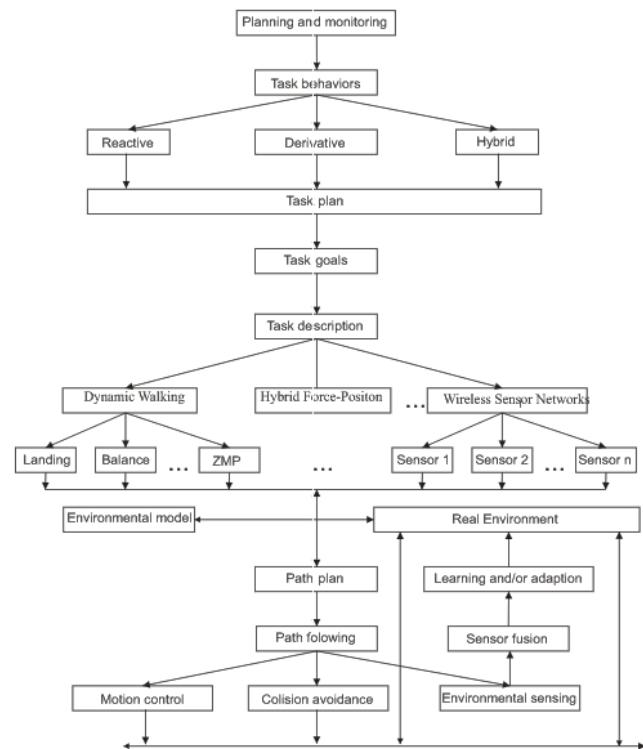 Planning and monitoring
Task behaviors
Reactive
Derivative
Hybrid
Task plan
Task goals
Task description
Dynamic Walking
Hybrid Force-Positon
...
Wireless Sensor Networks
Landing
Balance
...
ZMP
...
Sensor 1
Sensor 2
...
Sensor n
Environmental model
Real Environment
Path plan
Learning and/or adaption
Path folowing
Sensor fusion
Motion control
Colision avoidance
Environmental sensing